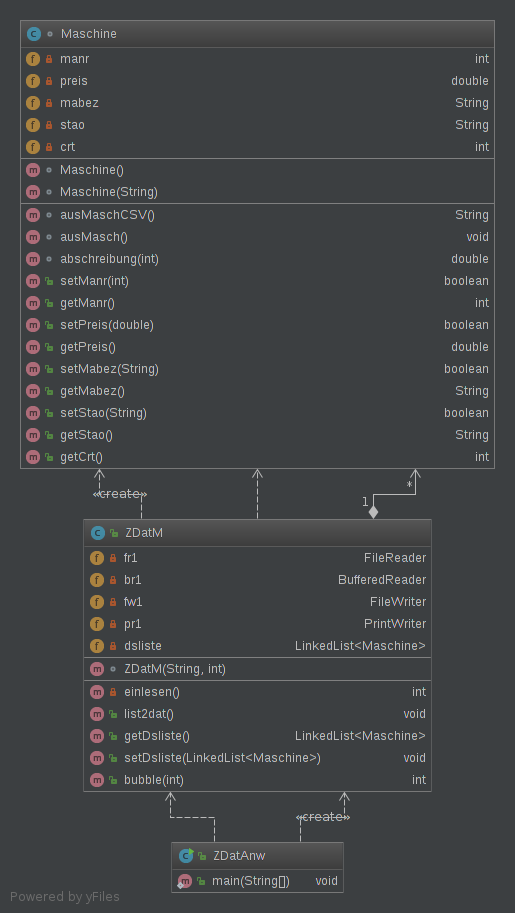 Maschine
manr int
preis double
mabez String
stao String
crt int
Maschine()
Maschine(String)
ausMaschCSV() String
ausMasch() void
abschreibung(int) double
setManr(int) boolean
getManr() int
setPreis(double) boolean
getPreis() double
setMabez(String) boolean
getMabez() String
setStao(String) boolean
getStao() String
getCrt() int
«create»
1
*
ZDatM
fr1 FileReader
br1 BufferedReader
fw1 FileWriter
pr1 PrintWriter
dsliste LinkedList<Maschine>
ZDatM(String, int)
einlesen() int
list2dat() void
getDsliste() LinkedList<Maschine>
setDsliste(LinkedList<Maschine>) void
bubble(int) int
«create»
ZDatAnw
main(String[]) void
Powered by yFiles